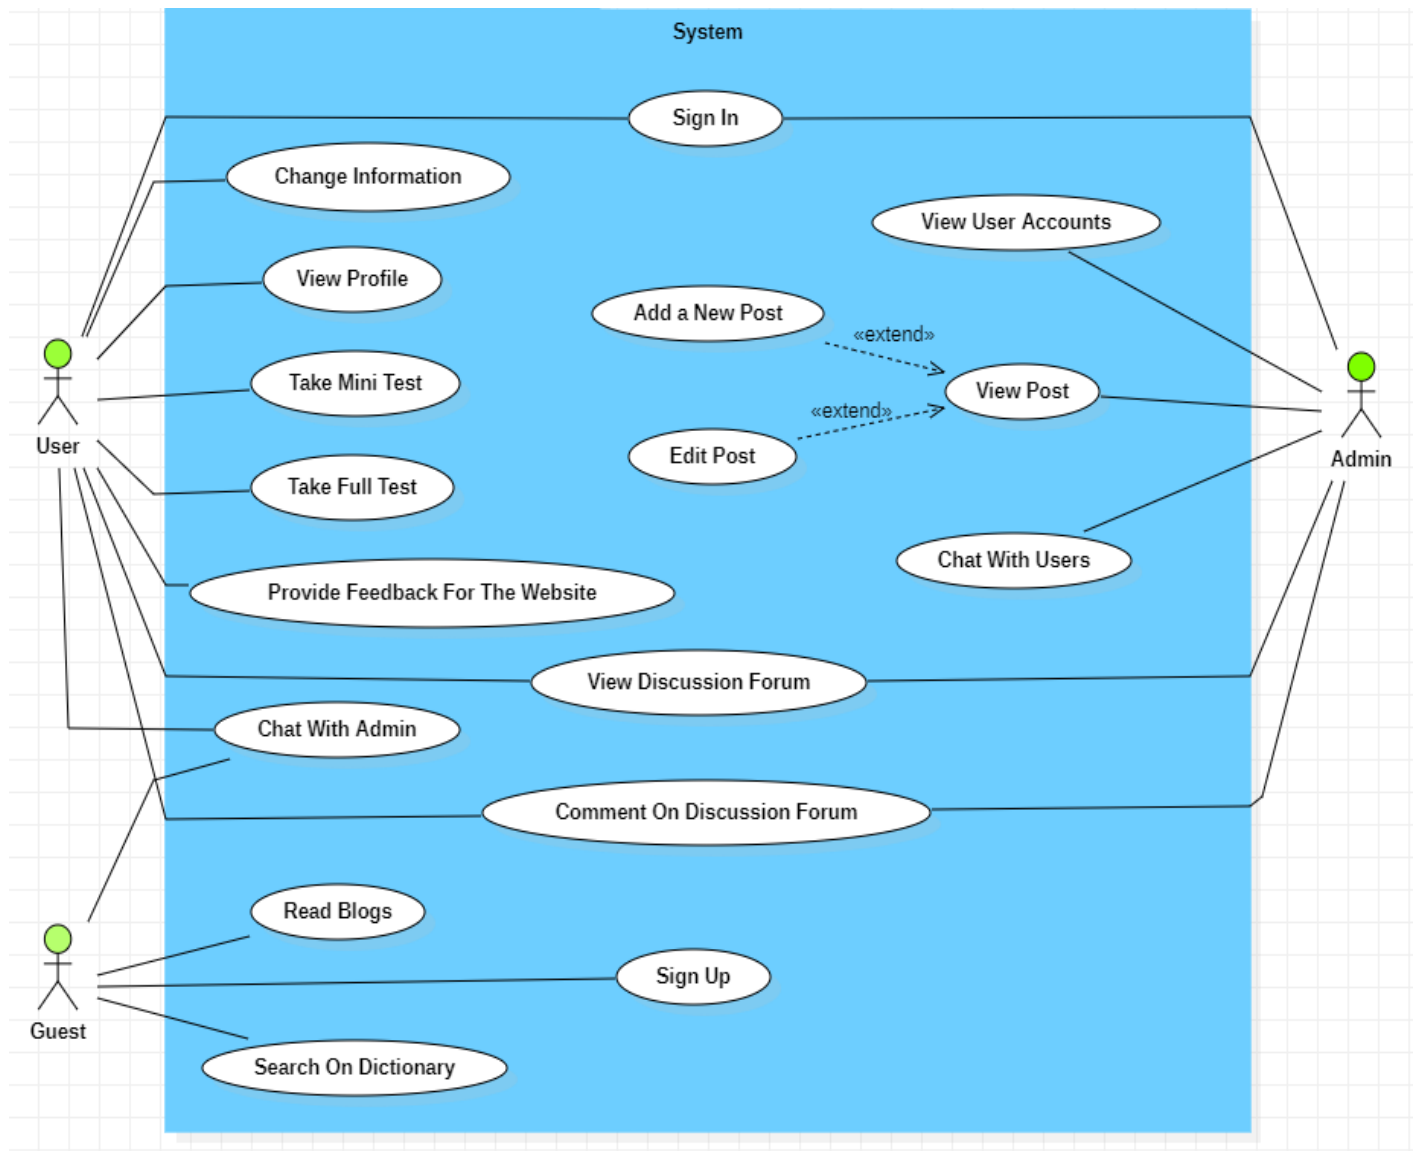 System
Sign In
Change Information
View User Accounts
View Profile
Add a New Post
«extend»
Take Mini Test
View Post
«extend»
User
Edit Post
Admin
Take Full Test
Chat With Users
Provide Feedback For The Website
View Discussion Forum
Chat With Admin
Comment On Discussion Forum
Read Blogs
Sign Up
Guest
Search On Dictionary